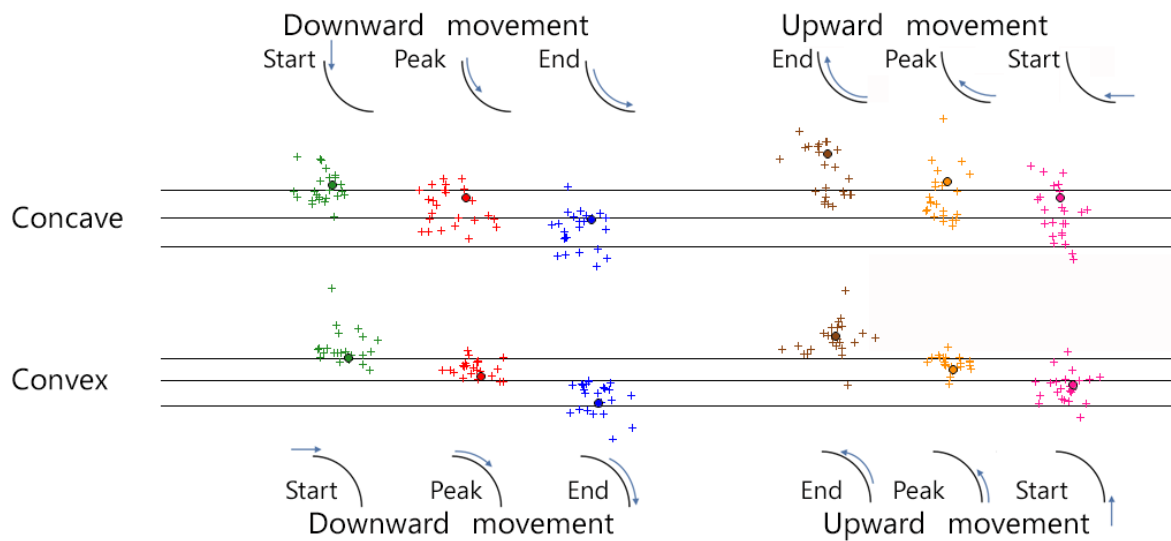 Downward movement
Upward movement
Start
Peak
End
End
Peak
Start
Concave
Convex
Start
Peak
End
End
Peak
Start
Downward movement
Upward movement